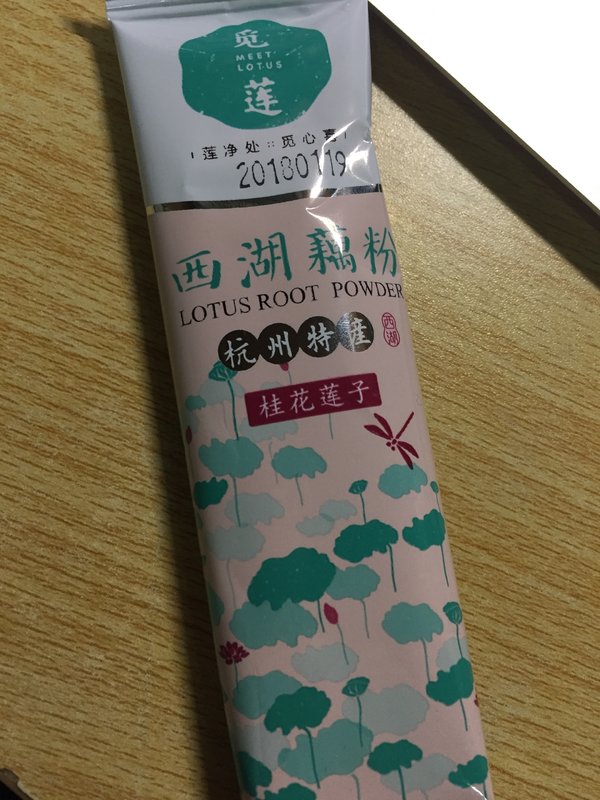 觅
MEET
LOTUS
莲
莲净处::觅心喜
20180119
西湖藕粉
LOTUS ROOT POWDER
杭州特产
西湖
桂花莲子